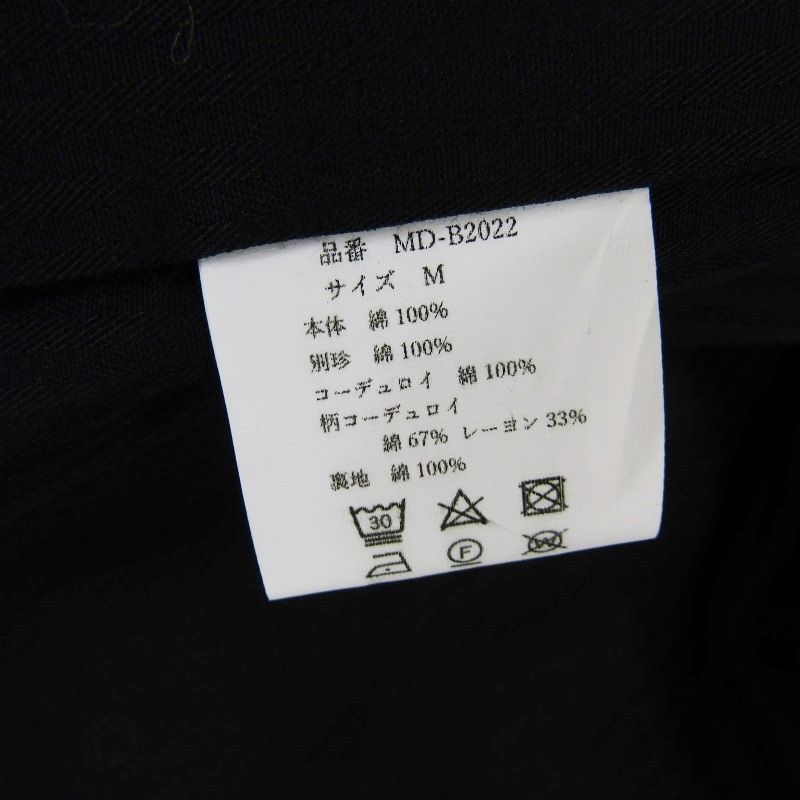 品番 MD-B2022
サイズ M
本体 綿 100%
別珍 綿 100%
コーデュロイ 綿 100%
柄コーデュロイ
綿 67% レーヨン 33%
裏地 綿 100%
30
F
W